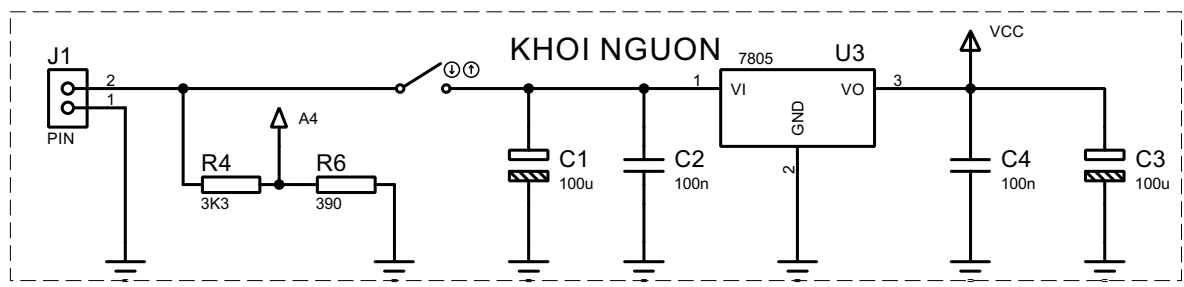 KHOI NGUON
J1
2
1
PIN
A4
R4
3K3
R6
390
C1
100u
C2
100n
7805
U3
1
VI
VO
3
GND
2
VCC
C4
100n
C3
100u